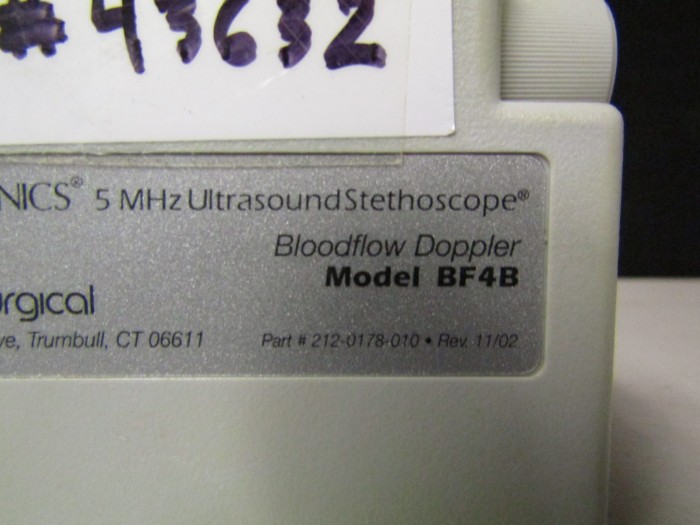 #43632
NICS® 5 MHz UltrasoundStethoscope®
Bloodflow Doppler
Model BF4B
urgical
ve, Trumbull, CT 06611 Part # 212-0178-010 • Rev. 11/02